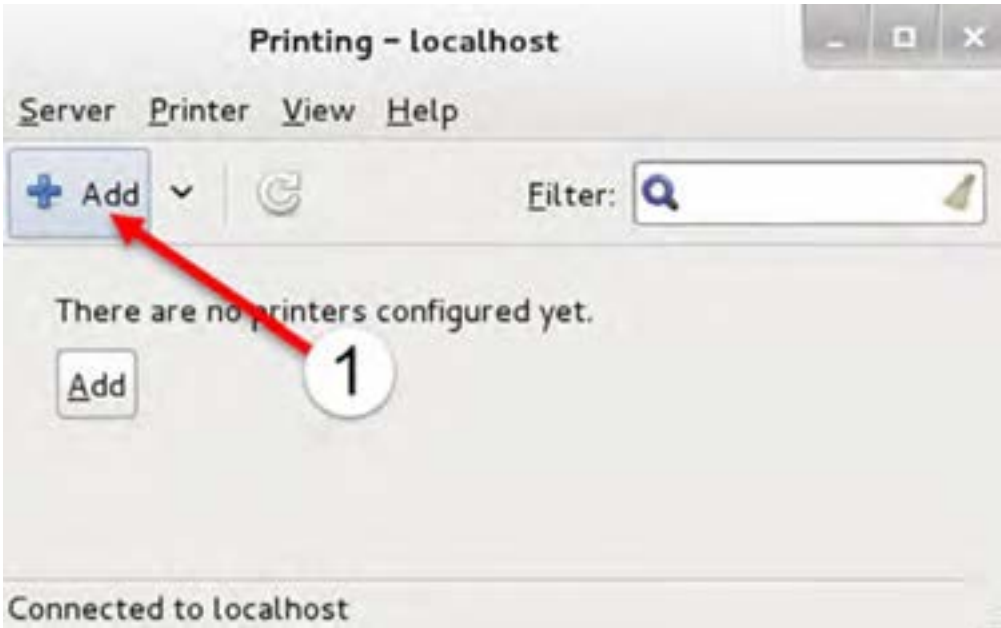 Printing – localhost
Server Printer View Help
Add Filter:
There are no printers configured yet.
1
Add
Connected to localhost